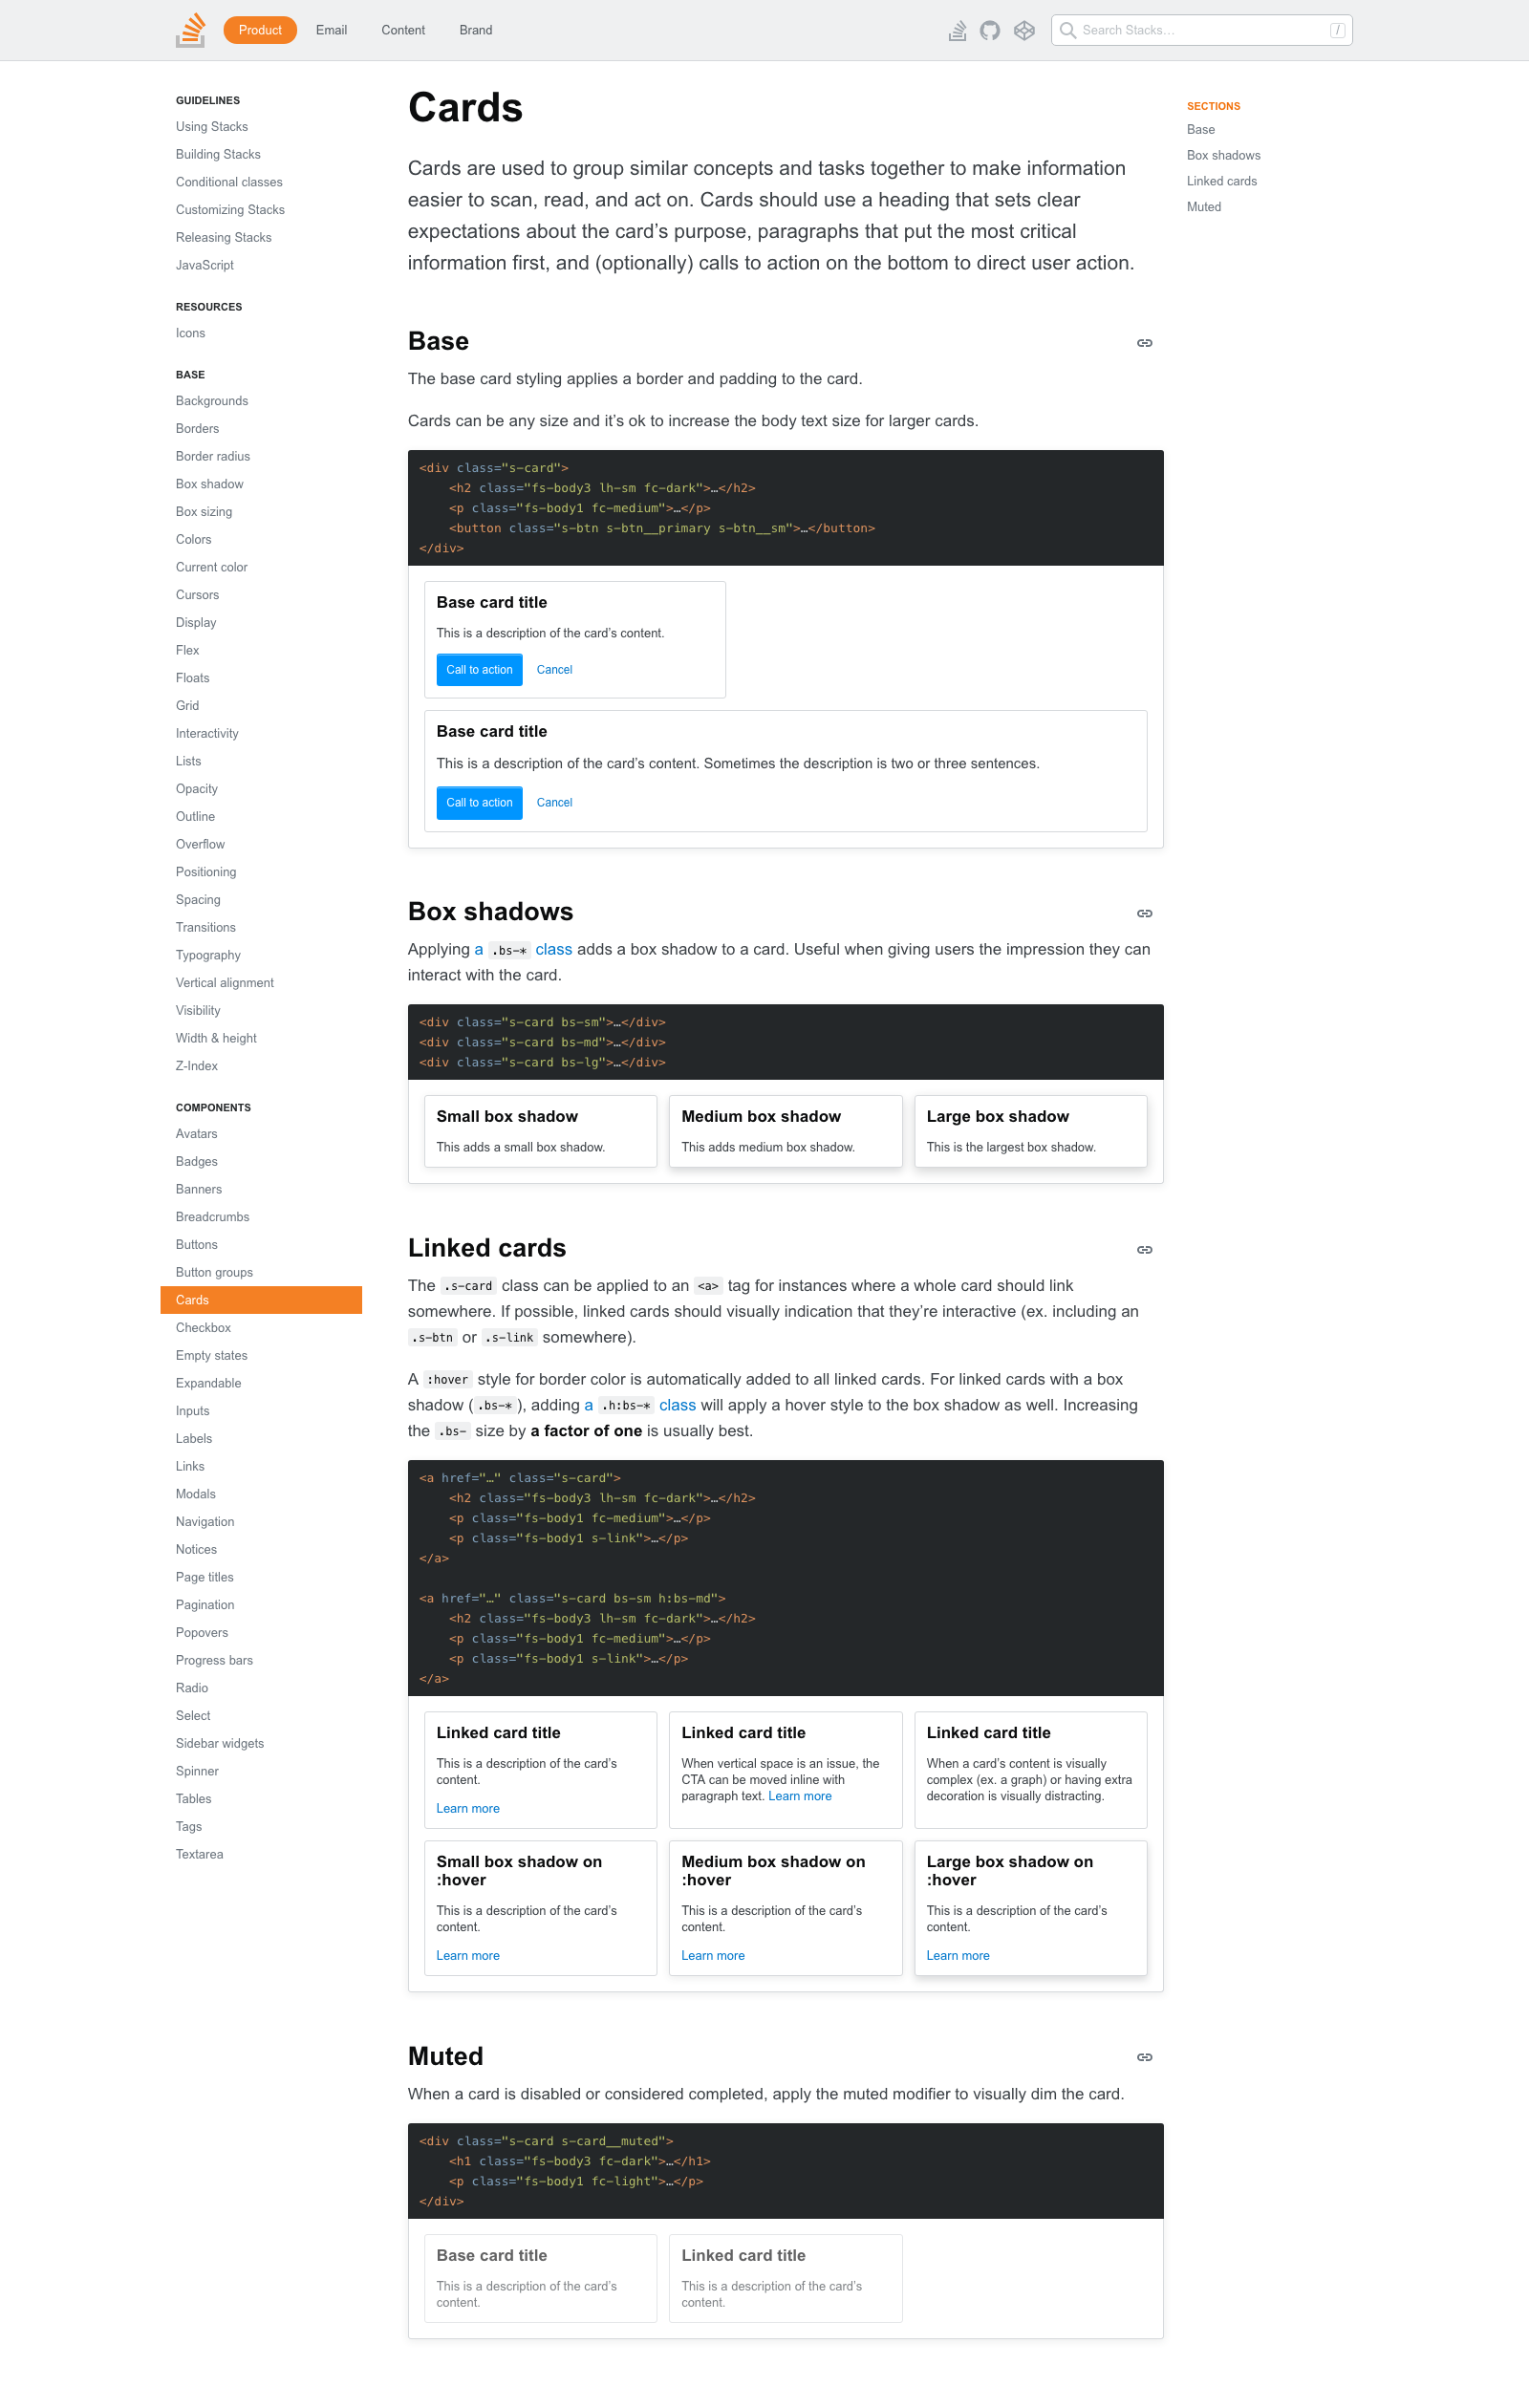 Product
Email
Content
Brand
Search Stacks…
/
GUIDELINES
Using Stacks
Building Stacks
Conditional classes
Customizing Stacks
Releasing Stacks
JavaScript
RESOURCES
Icons
BASE
Backgrounds
Borders
Border radius
Box shadow
Box sizing
Colors
Current color
Cursors
Display
Flex
Floats
Grid
Interactivity
Lists
Opacity
Outline
Overflow
Positioning
Spacing
Transitions
Typography
Vertical alignment
Visibility
Width & height
Z-Index
COMPONENTS
Avatars
Badges
Banners
Breadcrumbs
Buttons
Button groups
Cards
Checkbox
Empty states
Expandable
Inputs
Labels
Links
Modals
Navigation
Notices
Page titles
Pagination
Popovers
Progress bars
Radio
Select
Sidebar widgets
Spinner
Tables
Tags
Textarea
Cards
Cards are used to group similar concepts and tasks together to make information
easier to scan, read, and act on. Cards should use a heading that sets clear
expectations about the card’s purpose, paragraphs that put the most critical
information first, and (optionally) calls to action on the bottom to direct user action.
Base
The base card styling applies a border and padding to the card.
Cards can be any size and it’s ok to increase the body text size for larger cards.
<div class="s-card">
    <h2 class="fs-body3 lh-sm fc-dark">…</h2>
    <p class="fs-body1 fc-medium">…</p>
    <button class="s-btn s-btn__primary s-btn__sm">…</button>
</div>
Base card title
This is a description of the card’s content.
Call to action
Cancel
Base card title
This is a description of the card’s content. Sometimes the description is two or three sentences.
Call to action
Cancel
Box shadows
Applying a .bs-* class adds a box shadow to a card. Useful when giving users the impression they can
interact with the card.
<div class="s-card bs-sm">…</div>
<div class="s-card bs-md">…</div>
<div class="s-card bs-lg">…</div>
Small box shadow
This adds a small box shadow.
Medium box shadow
This adds medium box shadow.
Large box shadow
This is the largest box shadow.
Linked cards
The .s-card class can be applied to an <a> tag for instances where a whole card should link
somewhere. If possible, linked cards should visually indication that they’re interactive (ex. including an
.s-btn or .s-link somewhere).
A :hover style for border color is automatically added to all linked cards. For linked cards with a box
shadow (.bs-*), adding a .h:bs-* class will apply a hover style to the box shadow as well. Increasing
the .bs- size by a factor of one is usually best.
<a href="…" class="s-card">
    <h2 class="fs-body3 lh-sm fc-dark">…</h2>
    <p class="fs-body1 fc-medium">…</p>
    <p class="fs-body1 s-link">…</p>
</a>
<a href="…" class="s-card bs-sm h:bs-md">
    <h2 class="fs-body3 lh-sm fc-dark">…</h2>
    <p class="fs-body1 fc-medium">…</p>
    <p class="fs-body1 s-link">…</p>
</a>
Linked card title
This is a description of the card’s
content.
Learn more
Linked card title
When vertical space is an issue, the
CTA can be moved inline with
paragraph text. Learn more
Linked card title
When a card’s content is visually
complex (ex. a graph) or having extra
decoration is visually distracting.
Small box shadow on
:hover
This is a description of the card’s
content.
Learn more
Medium box shadow on
:hover
This is a description of the card’s
content.
Learn more
Large box shadow on
:hover
This is a description of the card’s
content.
Learn more
Muted
When a card is disabled or considered completed, apply the muted modifier to visually dim the card.
<div class="s-card s-card__muted">
    <h1 class="fs-body3 fc-dark">…</h1>
    <p class="fs-body1 fc-light">…</p>
</div>
Base card title
This is a description of the card’s
content.
Linked card title
This is a description of the card’s
content.
SECTIONS
Base
Box shadows
Linked cards
Muted